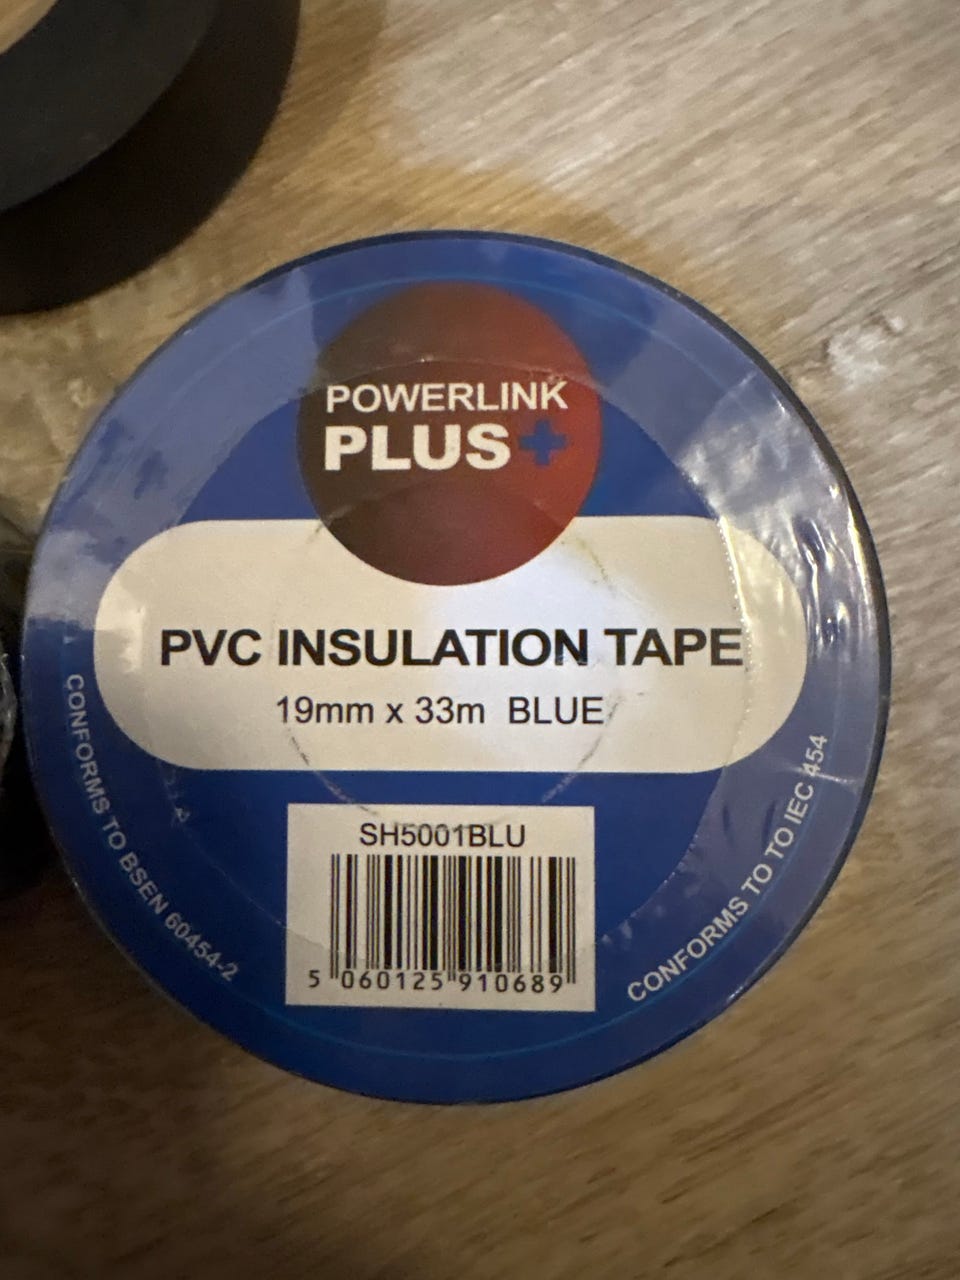 POWERLINK
PLUS+
PVC INSULATION TAPE
19mm x 33m BLUE
SH5001BLU
5 060125 910689
CONFORMS TO BSEN 60454-2
CONFORMS TO TO IEC 454